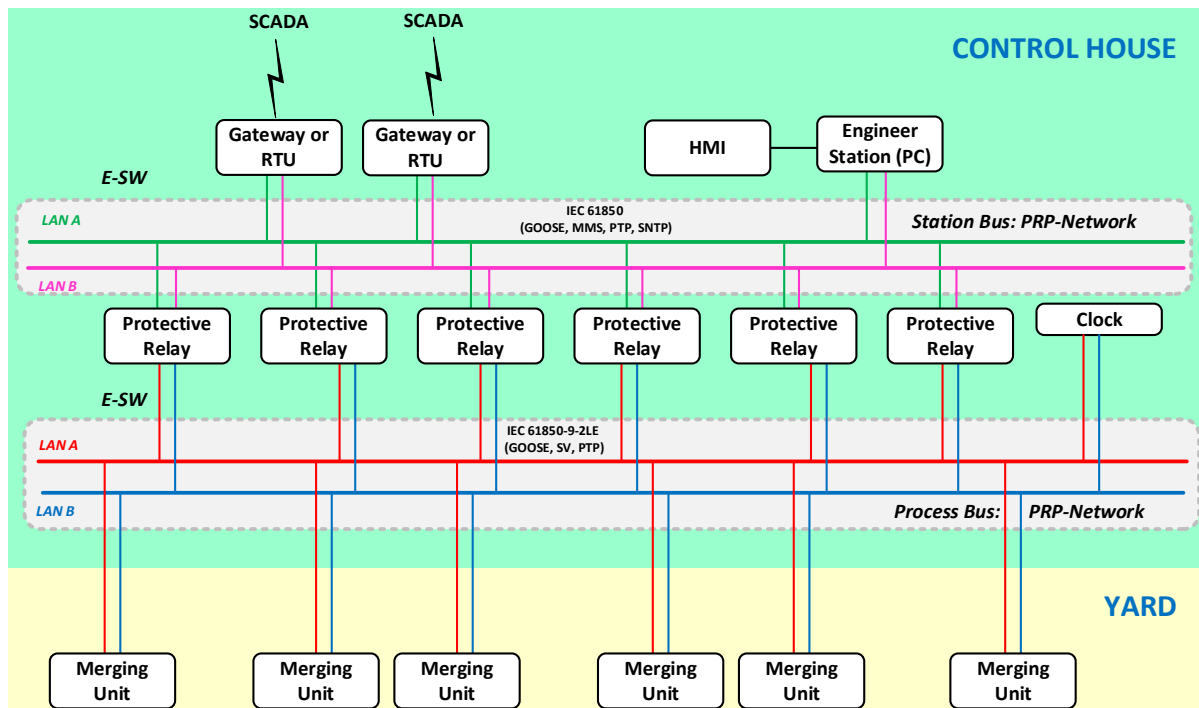 SCADA
SCADA
CONTROL HOUSE
Gateway or
RTU
Gateway or
RTU
HMI
Engineer
Station (PC)
E-SW
LAN A
IEC 61850
(GOOSE, MMS, PTP, SNTP)
Station Bus: PRP-Network
LAN B
Protective
Relay
Protective
Relay
Protective
Relay
Protective
Relay
Protective
Relay
Protective
Relay
Clock
E-SW
LAN A
IEC 61850-9-2LE
(GOOSE, SV, PTP)
LAN B
Process Bus: PRP-Network
YARD
Merging
Unit
Merging
Unit
Merging
Unit
Merging
Unit
Merging
Unit
Merging
Unit